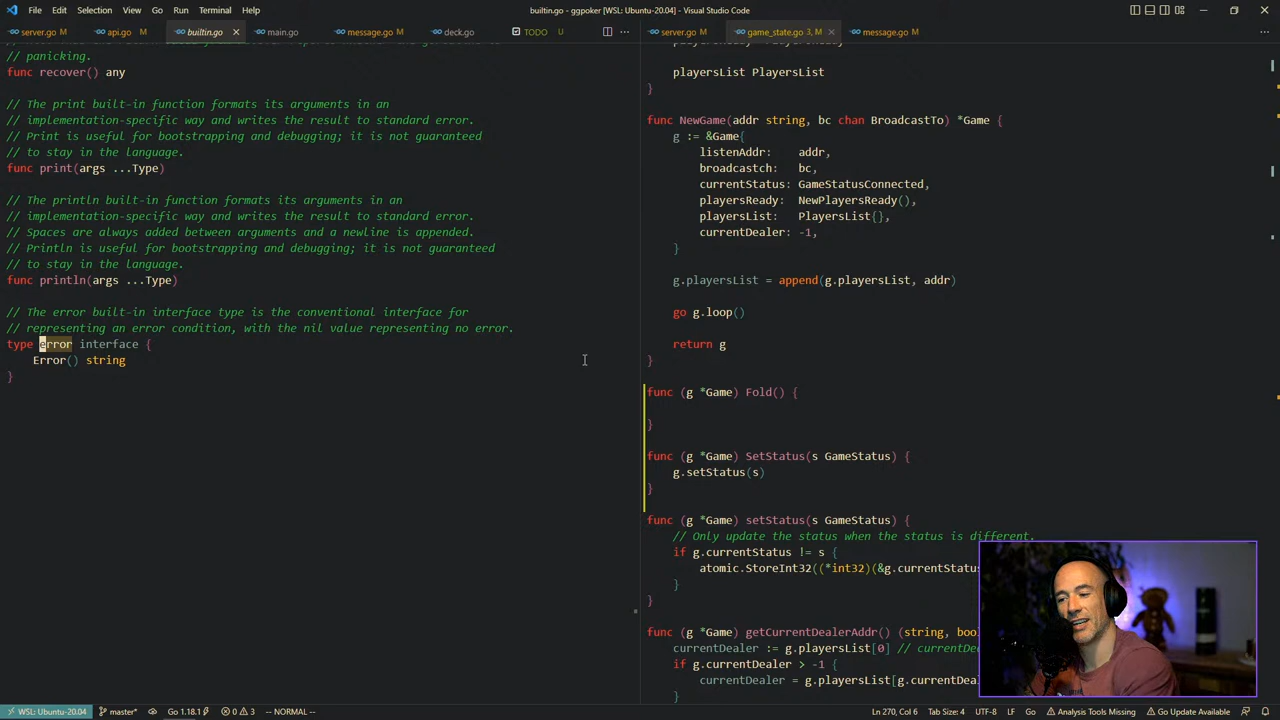 File Edit Selection View Go Run Terminal Help
builtin.go - ggpoker [WSL: Ubuntu-20.04] - Visual Studio Code
server.go M api.go M builtin.go × main.go message.go M deck.go TODO U ···
// panicking.
func recover() any
// The print built-in function formats its arguments in an
// implementation-specific way and writes the result to standard error.
// Print is useful for bootstrapping and debugging; it is not guaranteed
// to stay in the language.
func print(args ...Type)
// The println built-in function formats its arguments in an
// implementation-specific way and writes the result to standard error.
// Spaces are always added between arguments and a newline is appended.
// Println is useful for bootstrapping and debugging; it is not guaranteed
// to stay in the language.
func println(args ...Type)
// The error built-in interface type is the conventional interface for
// representing an error condition, with the nil value representing no error.
type error interface {
Error() string
}
server.go M game_state.go 3, M × message.go M
playersList PlayersList
}
func NewGame(addr string, bc chan BroadcastTo) *Game {
g := &Game{
listenAddr: addr,
broadcastch: bc,
currentStatus: GameStatusConnected,
playersReady: NewPlayersReady(),
playersList: PlayersList{},
currentDealer: -1,
}
g.playersList = append(g.playersList, addr)
go g.loop()
return g
}
func (g *Game) Fold() {
}
func (g *Game) SetStatus(s GameStatus) {
g.setStatus(s)
}
func (g *Game) setStatus(s GameStatus) {
// Only update the status when the status is different.
if g.currentStatus != s {
atomic.StoreInt32((*int32)(&g.currentStatus
}
}
func (g *Game) getCurrentDealerAddr() (string, bool
currentDealer := g.playersList[0]
if g.currentDealer > -1 {
currentDealer = g.playersList[g.currentDealer
}
WSL: Ubuntu-20.04 master* Go 1.18.1 0 3 -- NORMAL -- Ln 270, Col 6 Tab Size: 4 UTF-8 LF Go Analysis Tools Missing Go Update Available